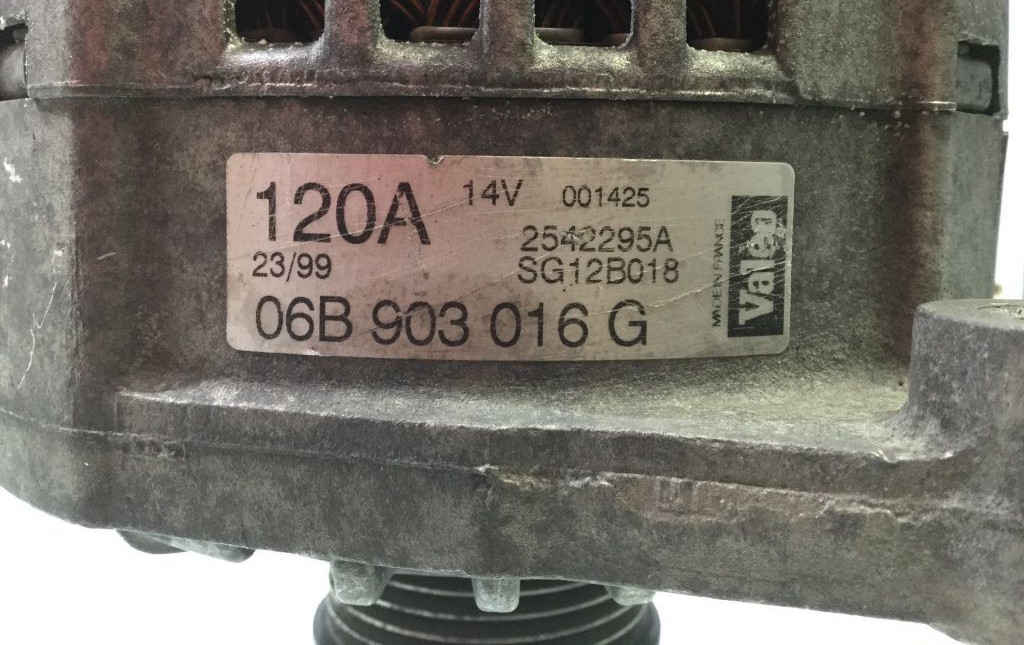 120A 14V 001425
2542295A
23/99 SG12B018
06B 903 016 G
MADE IN FRANCE
Valeo